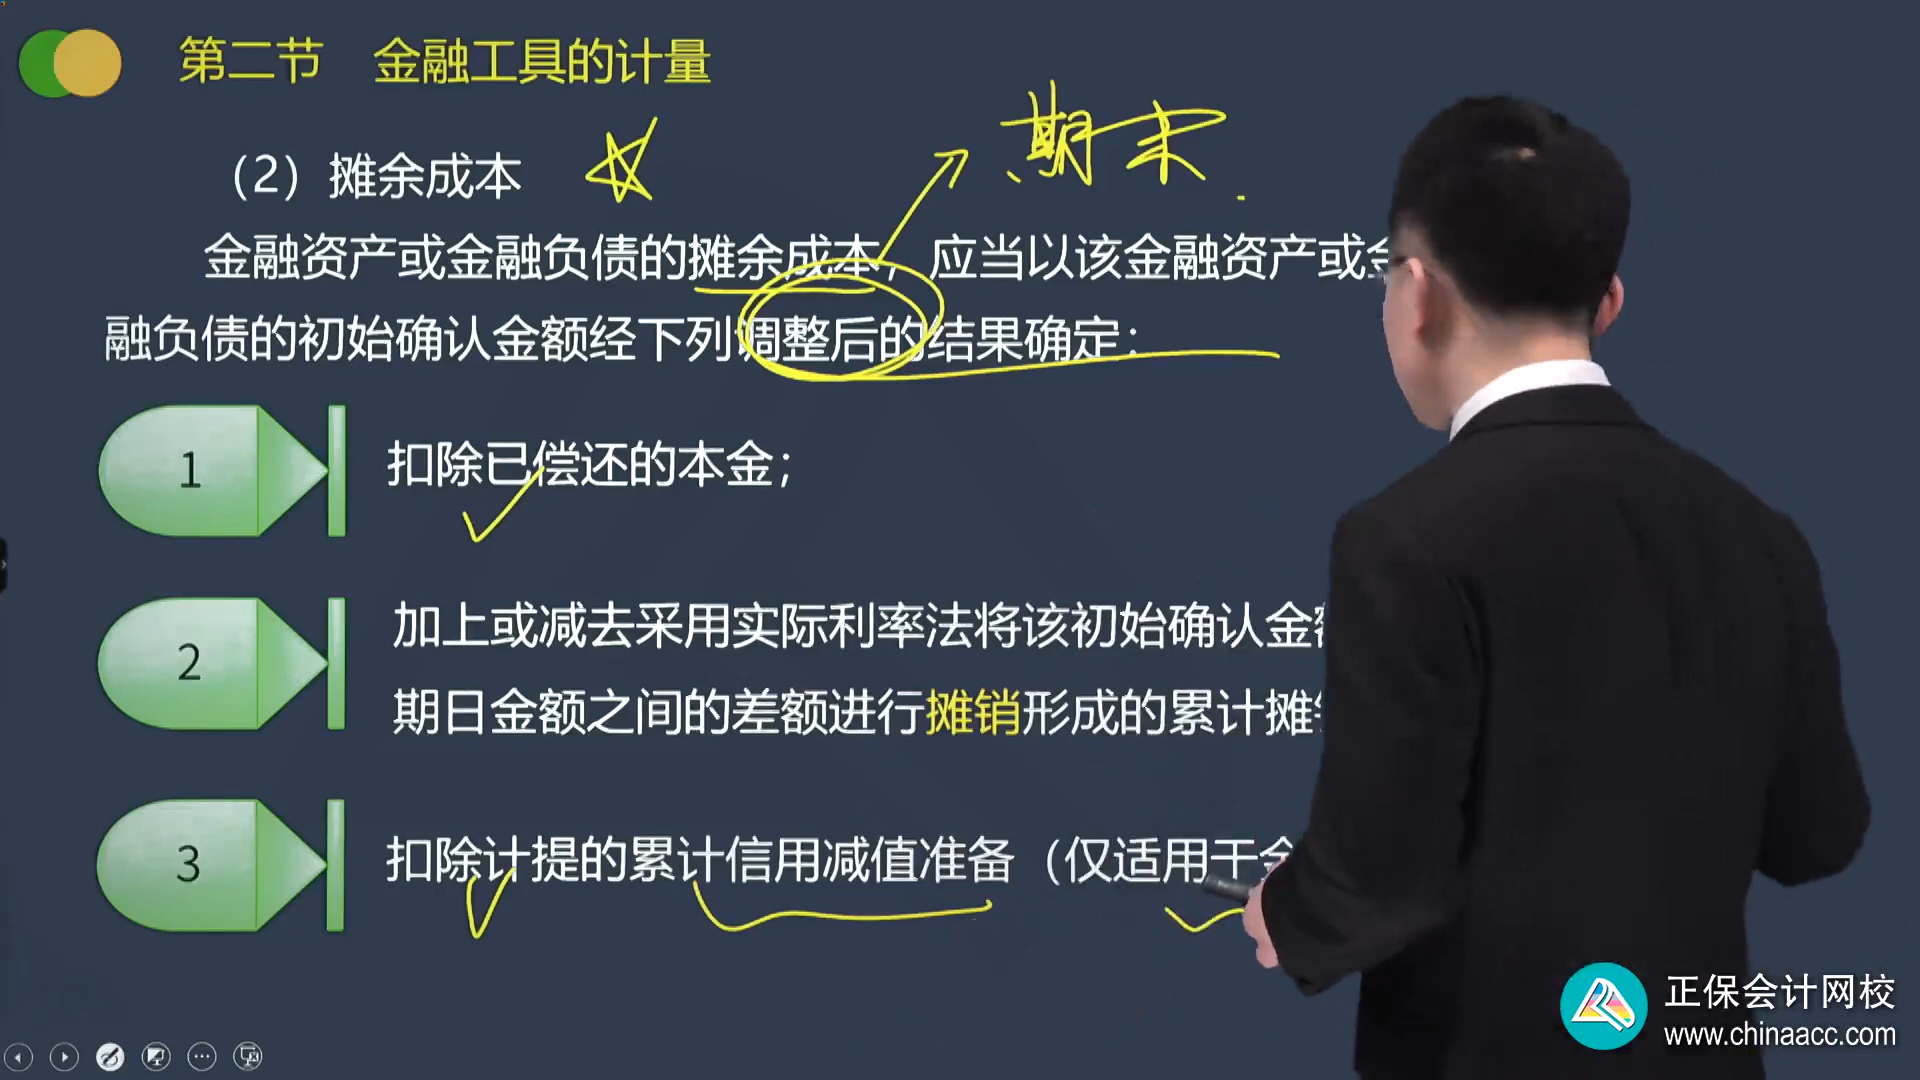 第二节 金融工具的计量
（2）摊余成本
期末
金融资产或金融负债的摊余成本，应当以该金融资产或金
融负债的初始确认金额经下列调整后的结果确定：
1 扣除已偿还的本金；
2 加上或减去采用实际利率法将该初始确认金额
期日金额之间的差额进行摊销形成的累计摊销
3 扣除计提的累计信用减值准备（仅适用于金
正保会计网校
www.chinaacc.com